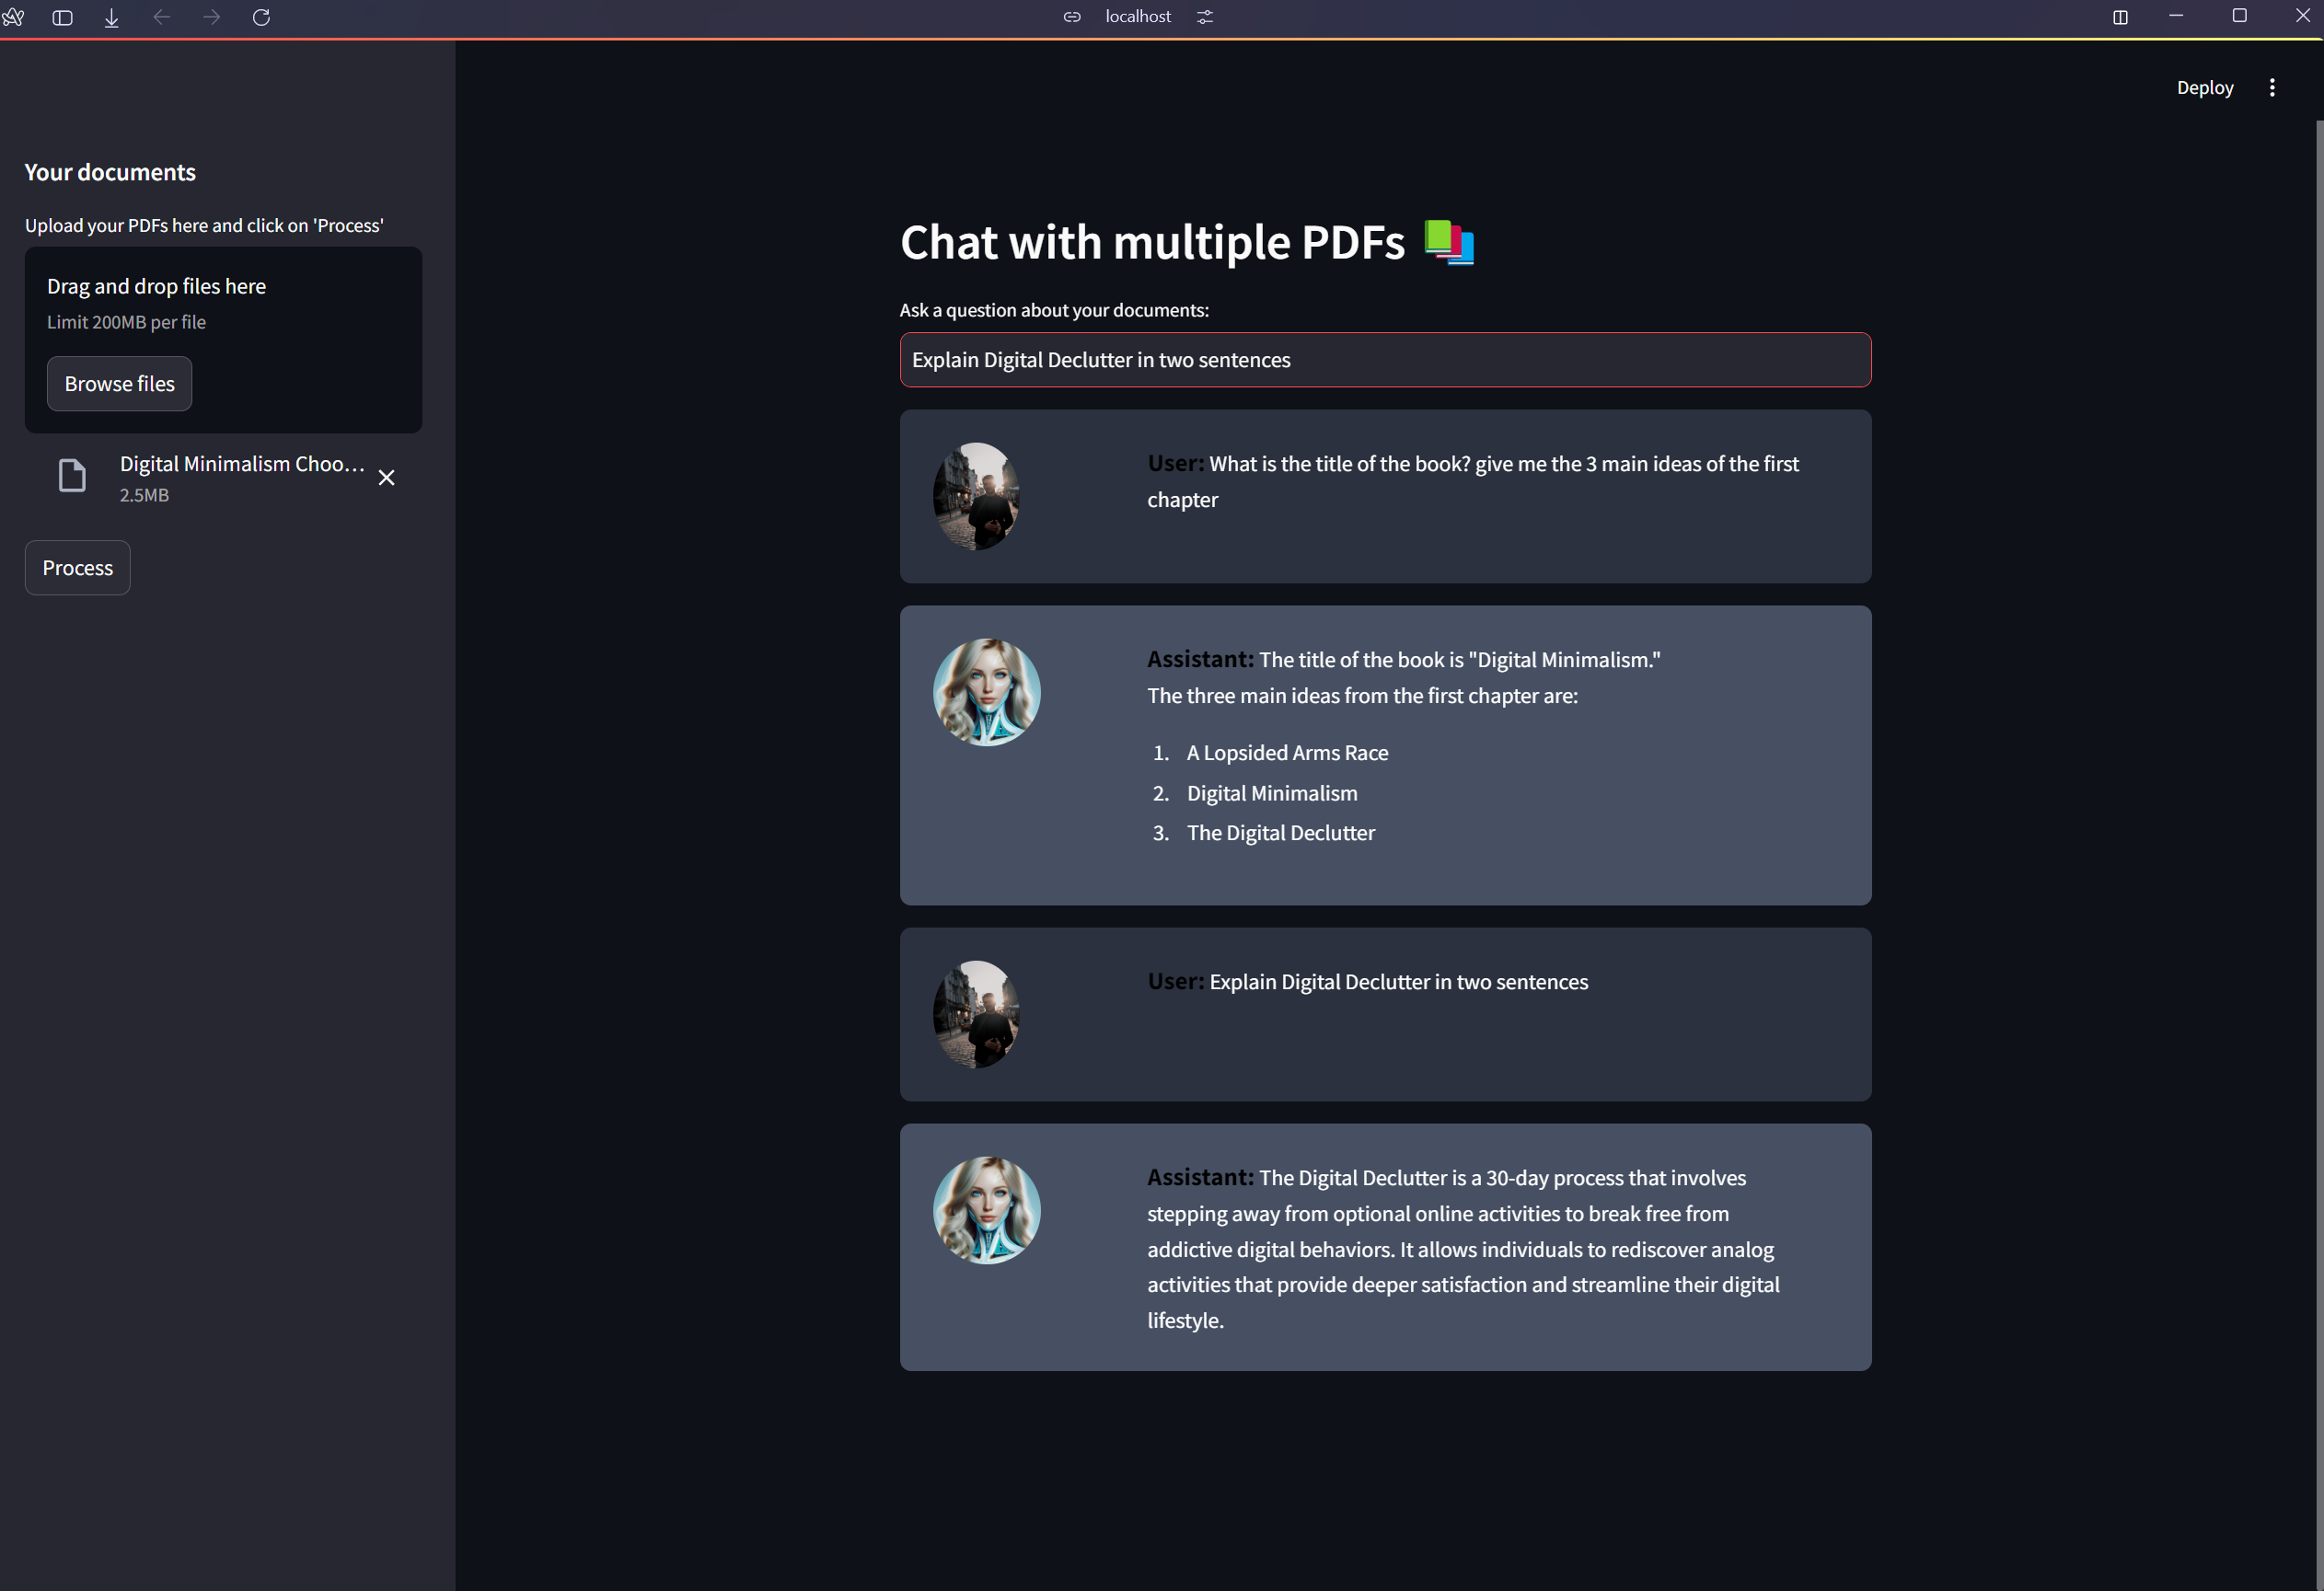 localhost
Deploy
Your documents
Upload your PDFs here and click on 'Process'
Drag and drop files here
Limit 200MB per file
Browse files
Digital Minimalism Choo...
2.5MB
Process
Chat with multiple PDFs
Ask a question about your documents:
Explain Digital Declutter in two sentences
User: What is the title of the book? give me the 3 main ideas of the first
chapter
Assistant: The title of the book is "Digital Minimalism."
The three main ideas from the first chapter are:
1. A Lopsided Arms Race
2. Digital Minimalism
3. The Digital Declutter
User: Explain Digital Declutter in two sentences
Assistant: The Digital Declutter is a 30-day process that involves
stepping away from optional online activities to break free from
addictive digital behaviors. It allows individuals to rediscover analog
activities that provide deeper satisfaction and streamline their digital
lifestyle.